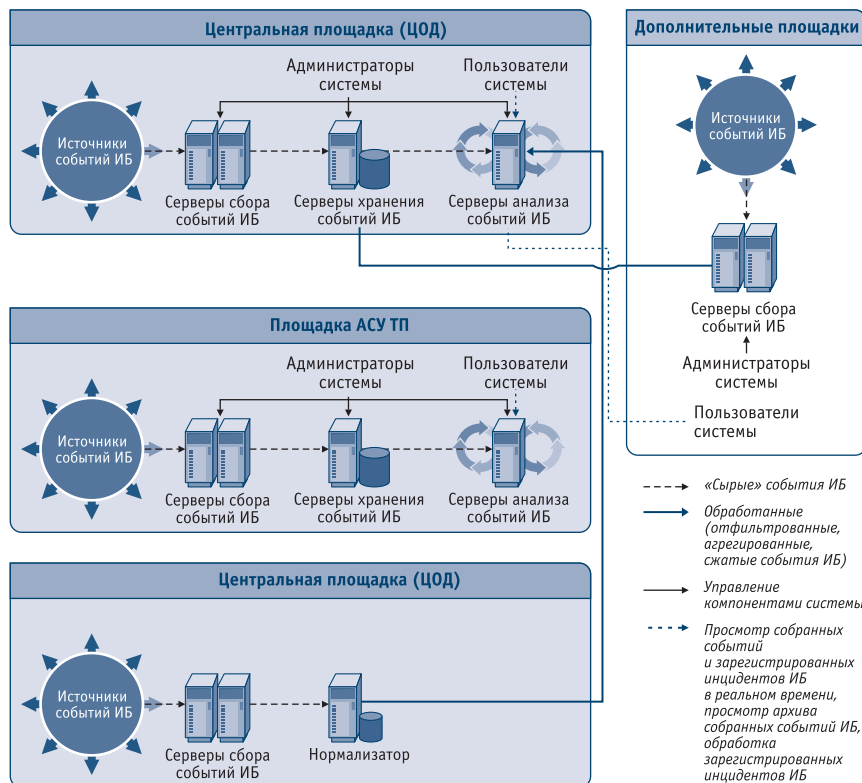 Центральная площадка (ЦОД)
Администраторы
системы
Пользователи
системы
Источники
событий ИБ
Серверы сбора
событий ИБ
Серверы хранения
событий ИБ
Серверы анализа
событий ИБ
Дополнительные площадки
Источники
событий ИБ
Серверы сбора
событий ИБ
Администраторы
системы
Пользователи
системы
Площадка АСУ ТП
Администраторы
системы
Пользователи
системы
Источники
событий ИБ
Серверы сбора
событий ИБ
Серверы хранения
событий ИБ
Серверы анализа
событий ИБ
Центральная площадка (ЦОД)
Источники
событий ИБ
Серверы сбора
событий ИБ
Нормализатор
«Сырые» события ИБ
Обработанные
(отфильтрованные,
агрегированные,
сжатые события ИБ)
Управление
компонентами системы
Просмотр собранных
событий
и зарегистрированных
инцидентов ИБ
в реальном времени,
просмотр архива
собранных событий ИБ,
обработка
зарегистрированных
инцидентов ИБ